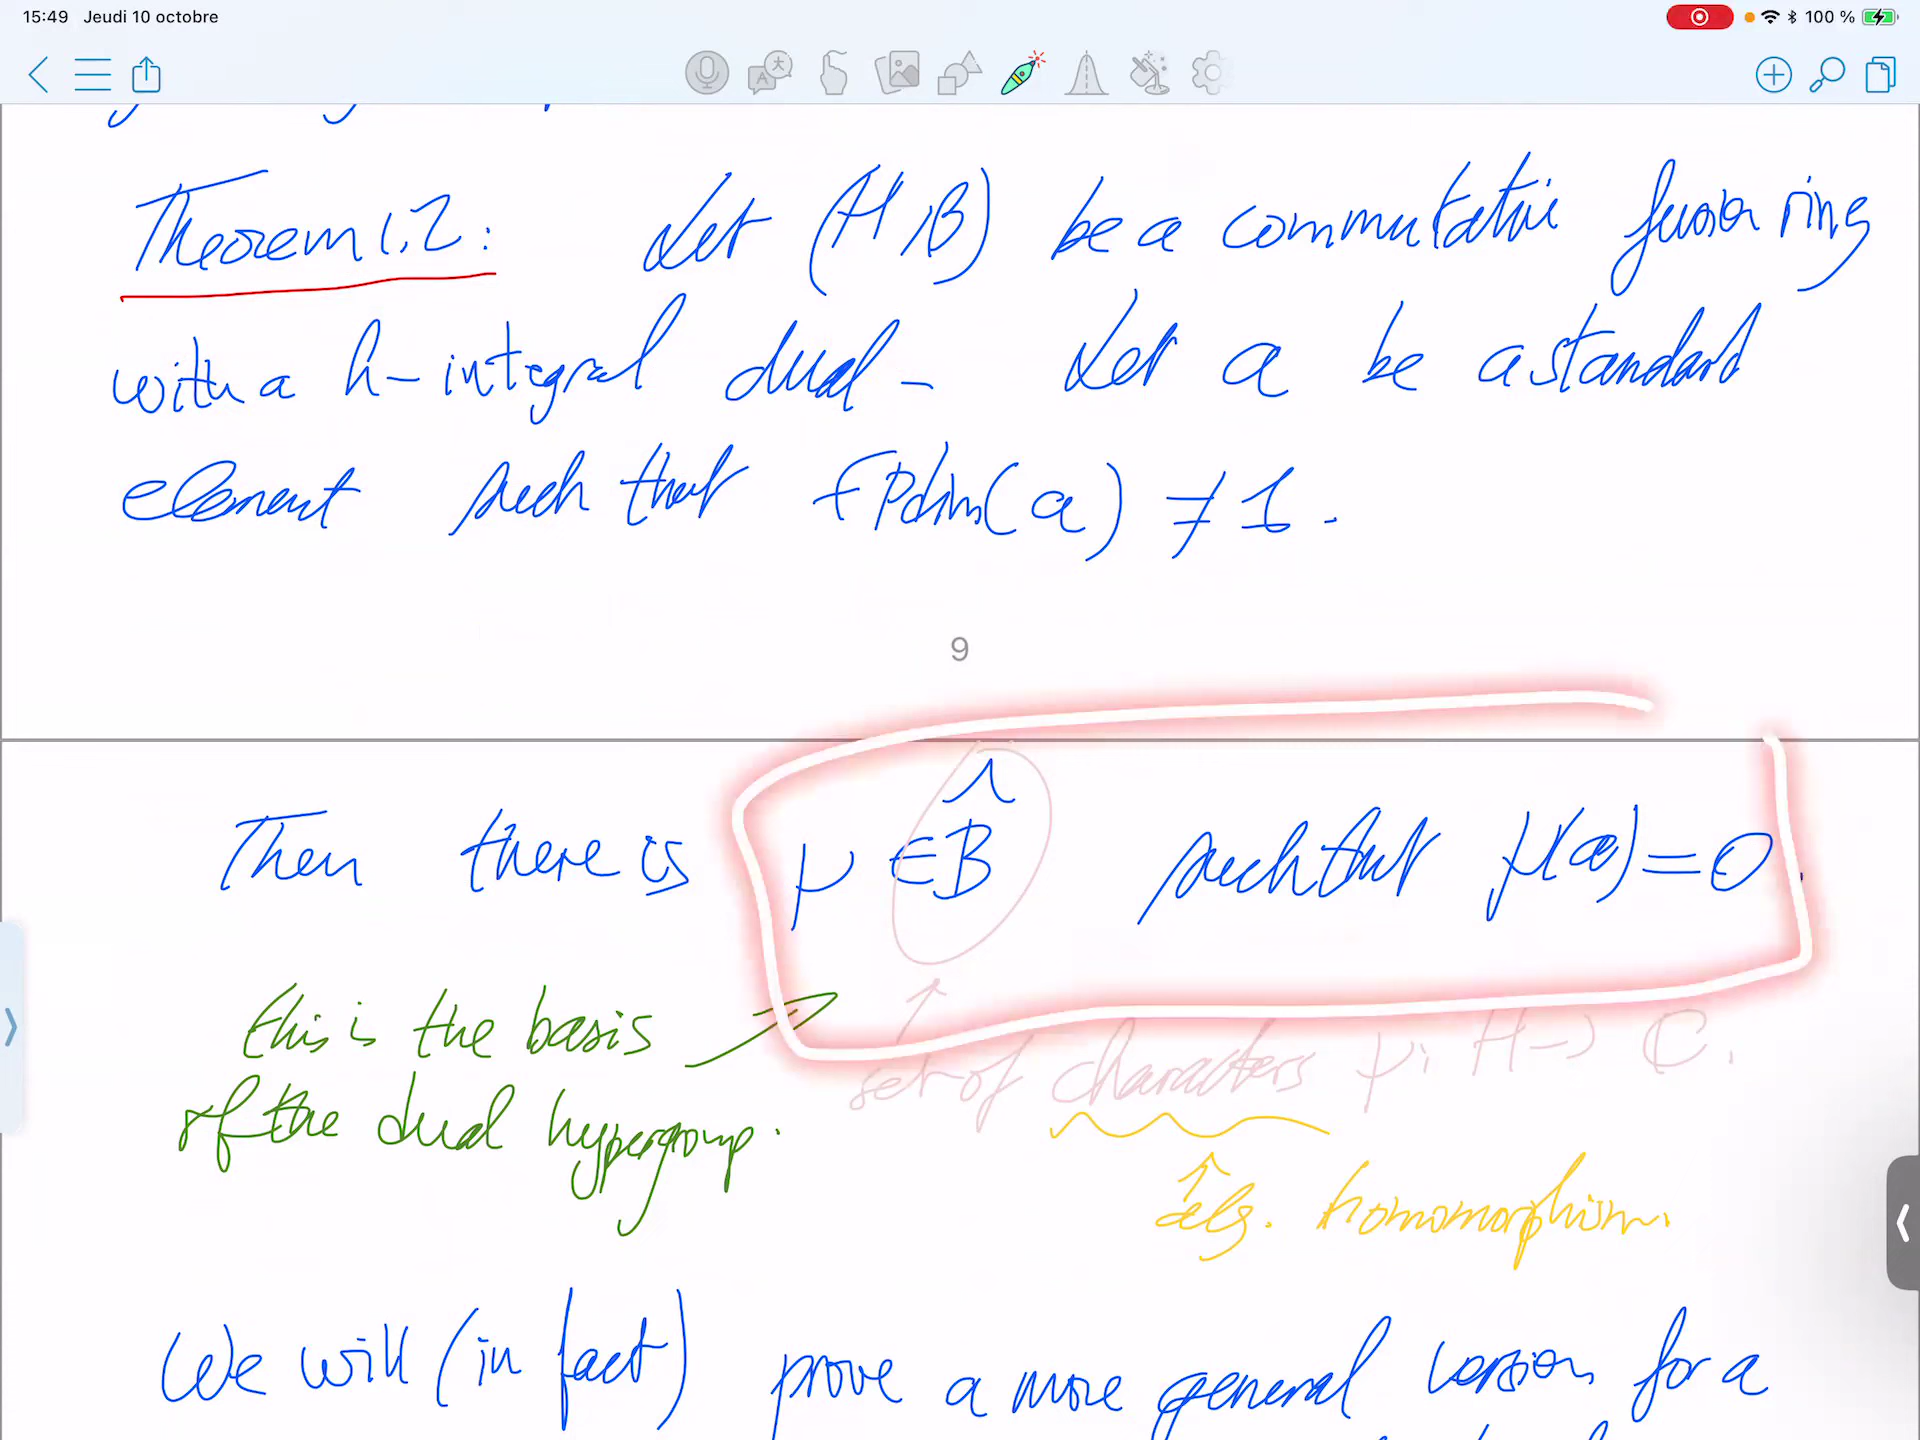 15:49 Jeudi 10 octobre
100 %
Theorem 1.2: Let (H, B) be a commutative fusion ring
with a h-integral dual. Let a be a standard
element such that FPdim(a) ≠ 1.
9
Then there is μ ∈ B̂ such that μ(a) = 0.
this is the basis
of the dual hypergroup.
set of characters μ: H → ℂ.
alg. homomorphism.
We will (in fact) prove a more general version for a